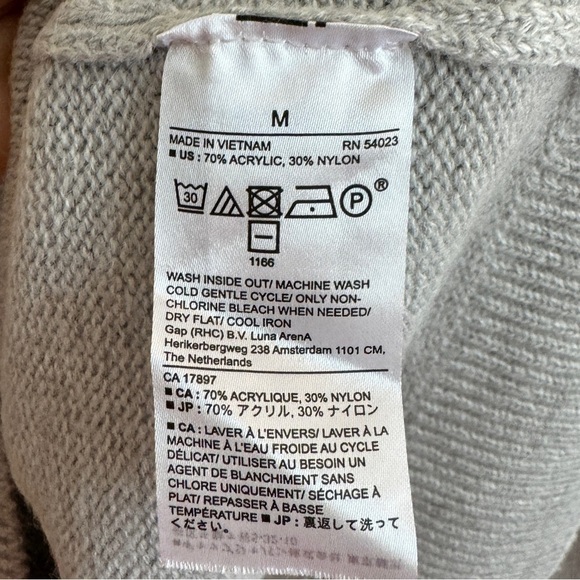 M
MADE IN VIETNAM RN 54023
■ US : 70% ACRYLIC, 30% NYLON
30 P ®
1166
WASH INSIDE OUT/ MACHINE WASH
COLD GENTLE CYCLE/ ONLY NON-
CHLORINE BLEACH WHEN NEEDED/
DRY FLAT/ COOL IRON
Gap (RHC) B.V. Luna ArenA
Herikerbergweg 238 Amsterdam 1101 CM,
The Netherlands
CA 17897
■ CA : 70% ACRYLIQUE, 30% NYLON
■ JP : 70% アクリル, 30% ナイロン
■ CA : LAVER À L'ENVERS/ LAVER À LA
MACHINE À L'EAU FROIDE AU CYCLE
DÉLICAT/ UTILISER AU BESOIN UN
AGENT DE BLANCHIMENT SANS
CHLORE UNIQUEMENT/ SÉCHAGE À
PLAT/ REPASSER À BASSE
TEMPÉRATURE ■ JP : 裏返して洗って
ください。